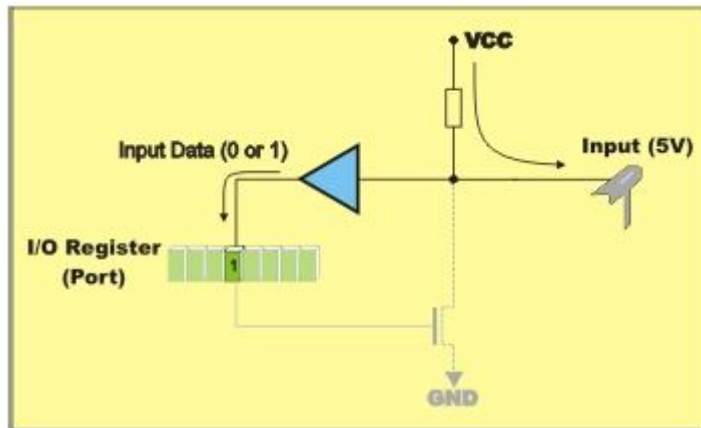 VCC
Input Data (0 or 1)
Input (5V)
I/O Register
(Port)
1
GND